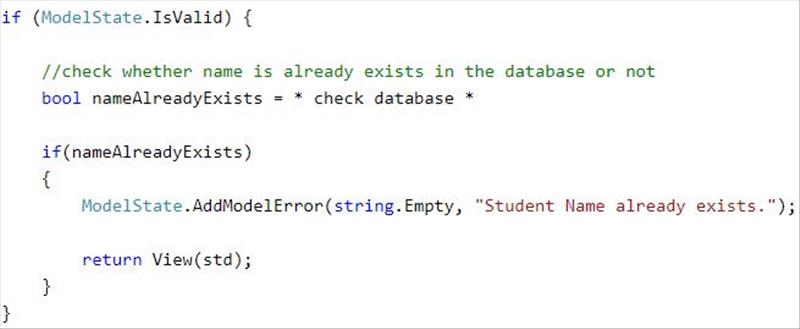 if (ModelState.IsValid) {
//check whether name is already exists in the database or not
bool nameAlreadyExists = * check database *
if(nameAlreadyExists)
{
ModelState.AddModelError(string.Empty, "Student Name already exists.");
return View(std);
}
}